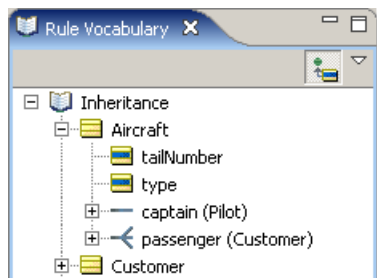 Rule Vocabulary
Inheritance
Aircraft
tailNumber
type
captain (Pilot)
passenger (Customer)
Customer